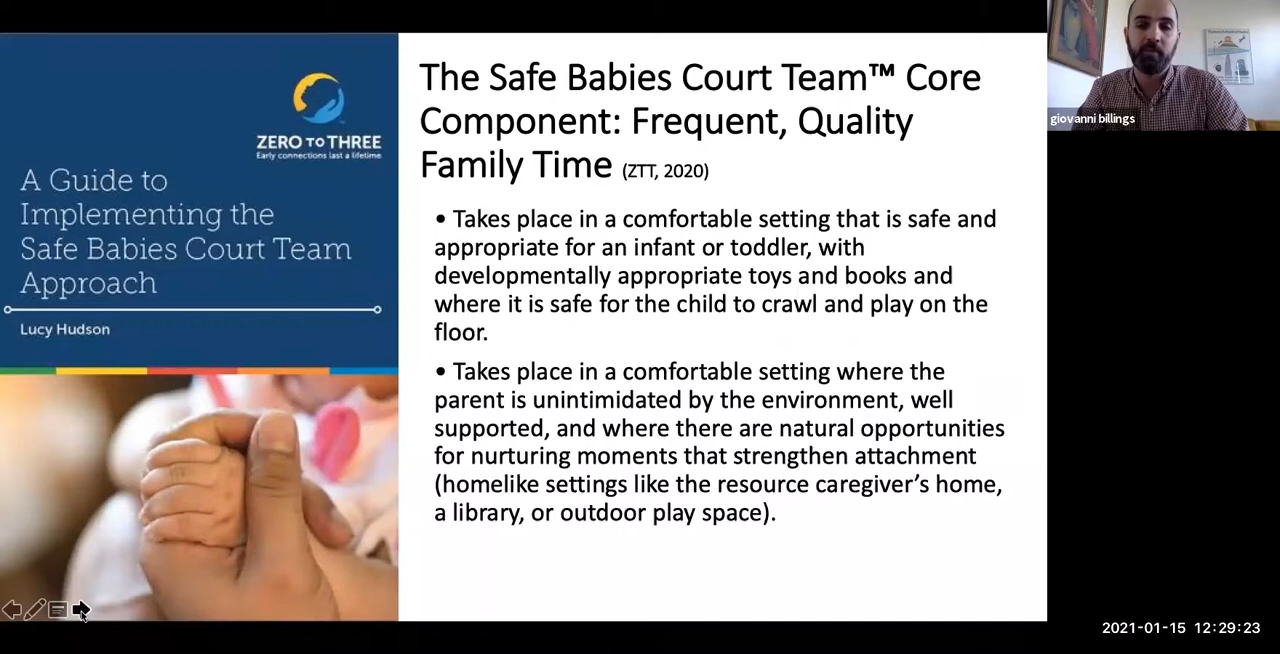 ZERO TO THREE
Early connections last a lifetime
A Guide to
Implementing the
Safe Babies Court Team
Approach
Lucy Hudson
The Safe Babies Court Team™ Core
Component: Frequent, Quality
Family Time (ZTT, 2020)
• Takes place in a comfortable setting that is safe and
appropriate for an infant or toddler, with
developmentally appropriate toys and books and
where it is safe for the child to crawl and play on the
floor.
• Takes place in a comfortable setting where the
parent is unintimidated by the environment, well
supported, and where there are natural opportunities
for nurturing moments that strengthen attachment
(homelike settings like the resource caregiver's home,
a library, or outdoor play space).
giovanni billings
2021-01-15 12:29:23